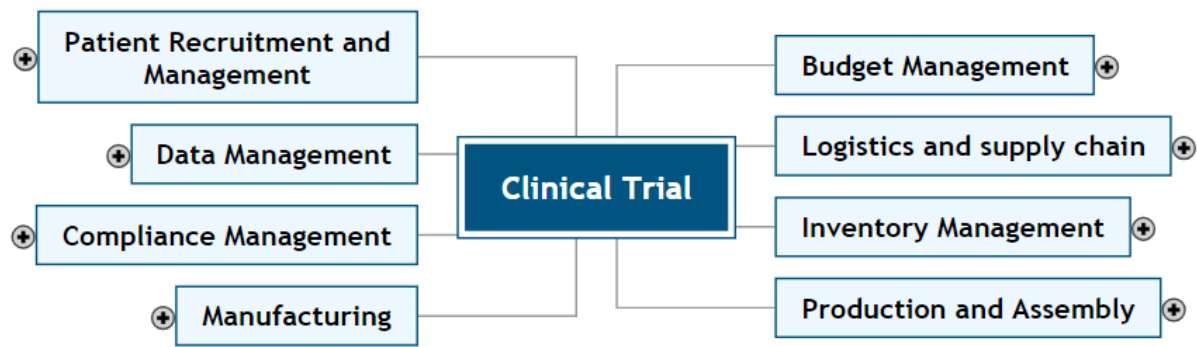 Patient Recruitment and
Management
Data Management
Compliance Management
Manufacturing
Clinical Trial
Budget Management
Logistics and supply chain
Inventory Management
Production and Assembly